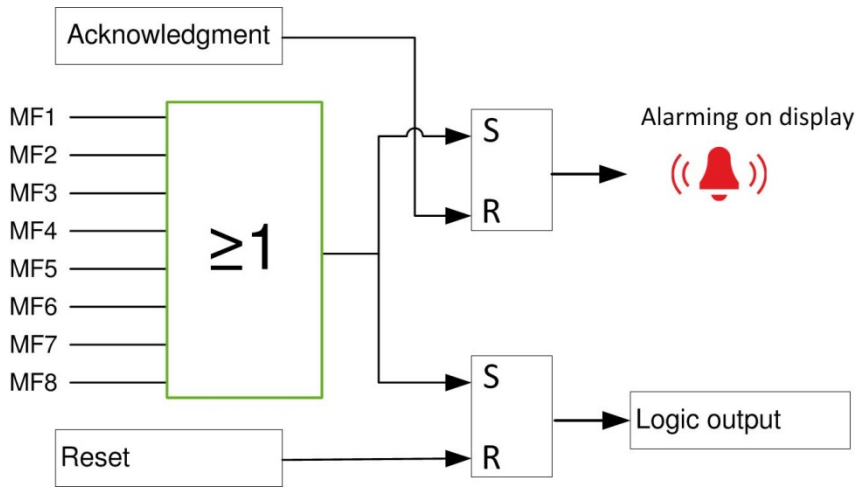 Acknowledgment
MF1
MF2
MF3
MF4
MF5
MF6
MF7
MF8
≥1
Reset
S
R
Alarming on display
S
R
Logic output